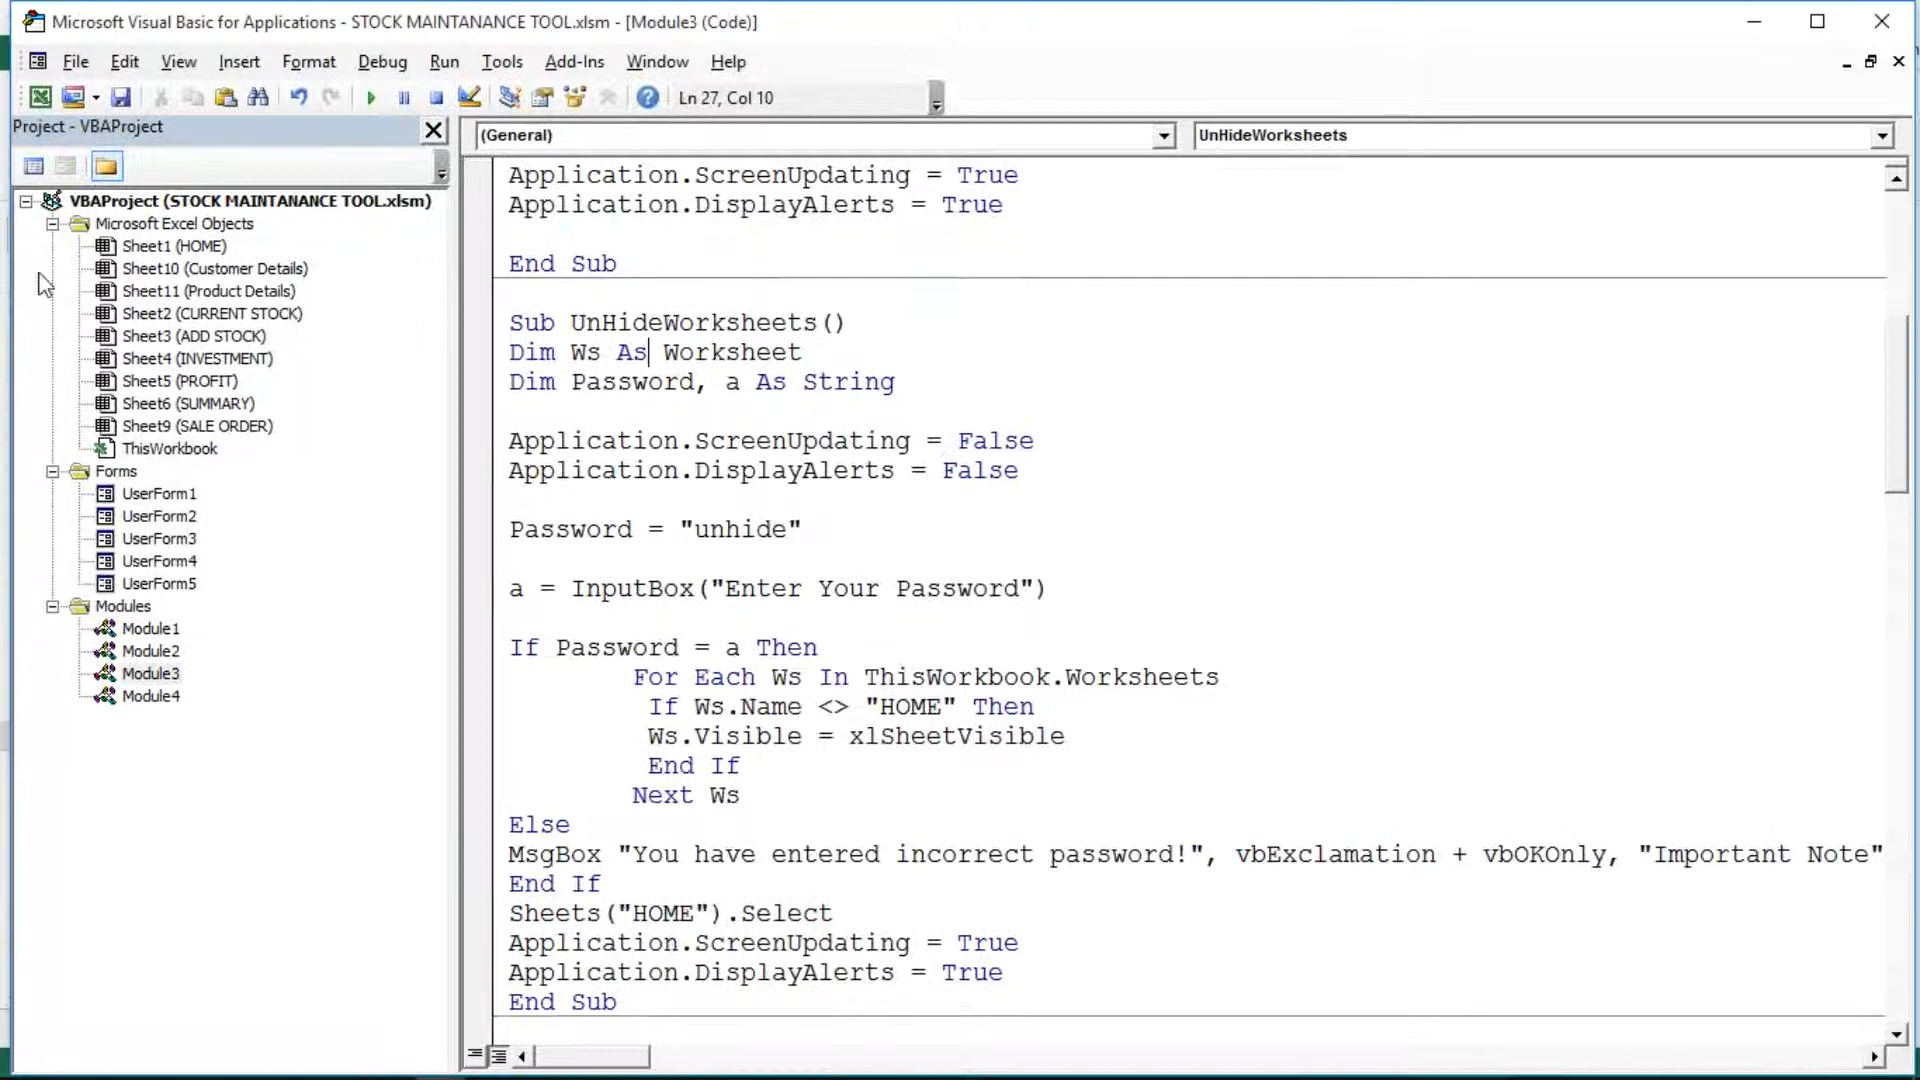 Microsoft Visual Basic for Applications - STOCK MAINTANANCE TOOL.xlsm - [Module3 (Code)]
File Edit View Insert Format Debug Run Tools Add-Ins Window Help
Ln 27, Col 10
Project - VBAProject
(General)
UnHideWorksheets
VBAProject (STOCK MAINTANANCE TOOL.xlsm)
Microsoft Excel Objects
Sheet1 (HOME)
Sheet10 (Customer Details)
Sheet11 (Product Details)
Sheet2 (CURRENT STOCK)
Sheet3 (ADD STOCK)
Sheet4 (INVESTMENT)
Sheet5 (PROFIT)
Sheet6 (SUMMARY)
Sheet9 (SALE ORDER)
ThisWorkbook
Forms
UserForm1
UserForm2
UserForm3
UserForm4
UserForm5
Modules
Module1
Module2
Module3
Module4
Application.ScreenUpdating = True
Application.DisplayAlerts = True
End Sub
Sub UnHideWorksheets()
Dim Ws As Worksheet
Dim Password, a As String
Application.ScreenUpdating = False
Application.DisplayAlerts = False
Password = "unhide"
a = InputBox("Enter Your Password")
If Password = a Then
For Each Ws In ThisWorkbook.Worksheets
If Ws.Name <> "HOME" Then
Ws.Visible = xlSheetVisible
End If
Next Ws
Else
MsgBox "You have entered incorrect password!", vbExclamation + vbOKOnly, "Important Note"
End If
Sheets("HOME").Select
Application.ScreenUpdating = True
Application.DisplayAlerts = True
End Sub